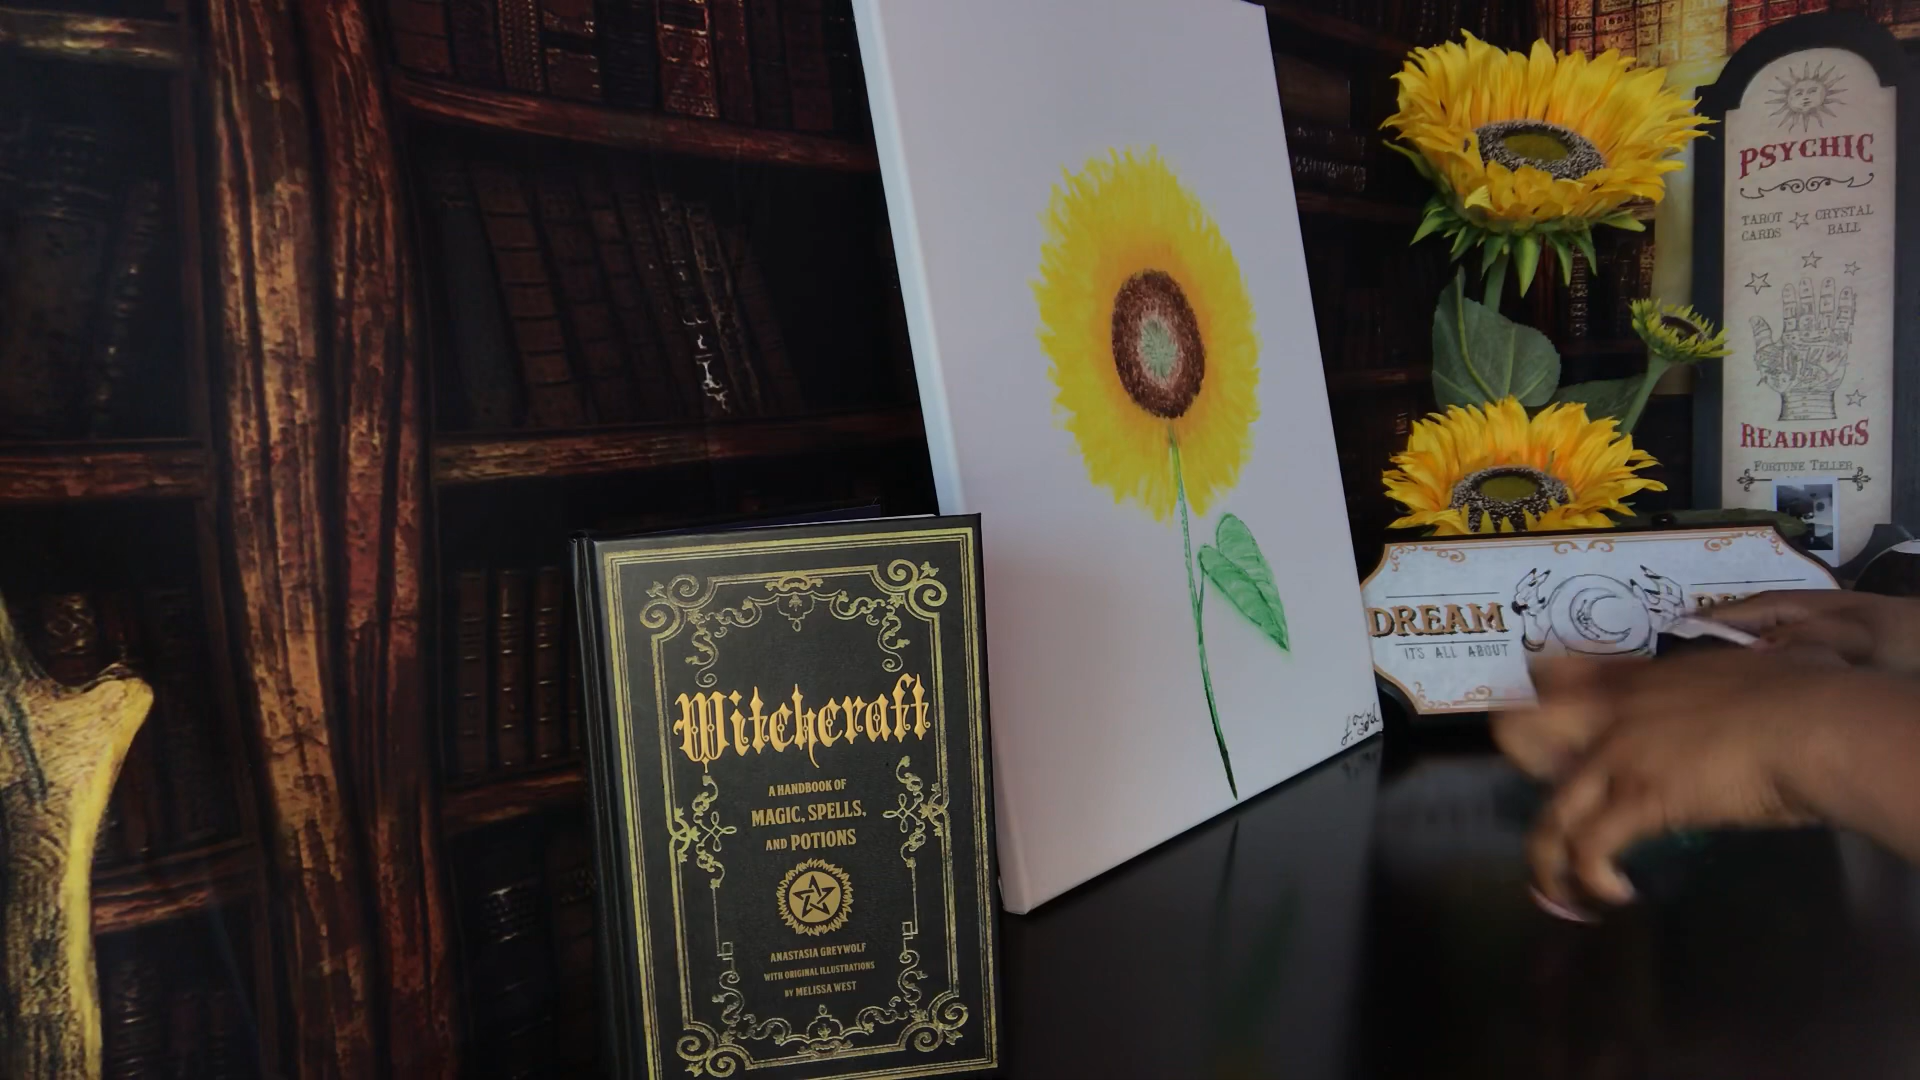 Witchcraft
A HANDBOOK OF
MAGIC, SPELLS,
AND POTIONS
ANASTASIA GREYWOLF
WITH ORIGINAL ILLUSTRATIONS
BY MELISSA WEST
PSYCHIC
TAROT CARDS
CRYSTAL BALL
READINGS
FORTUNE TELLER
DREAM
IT'S ALL ABOUT